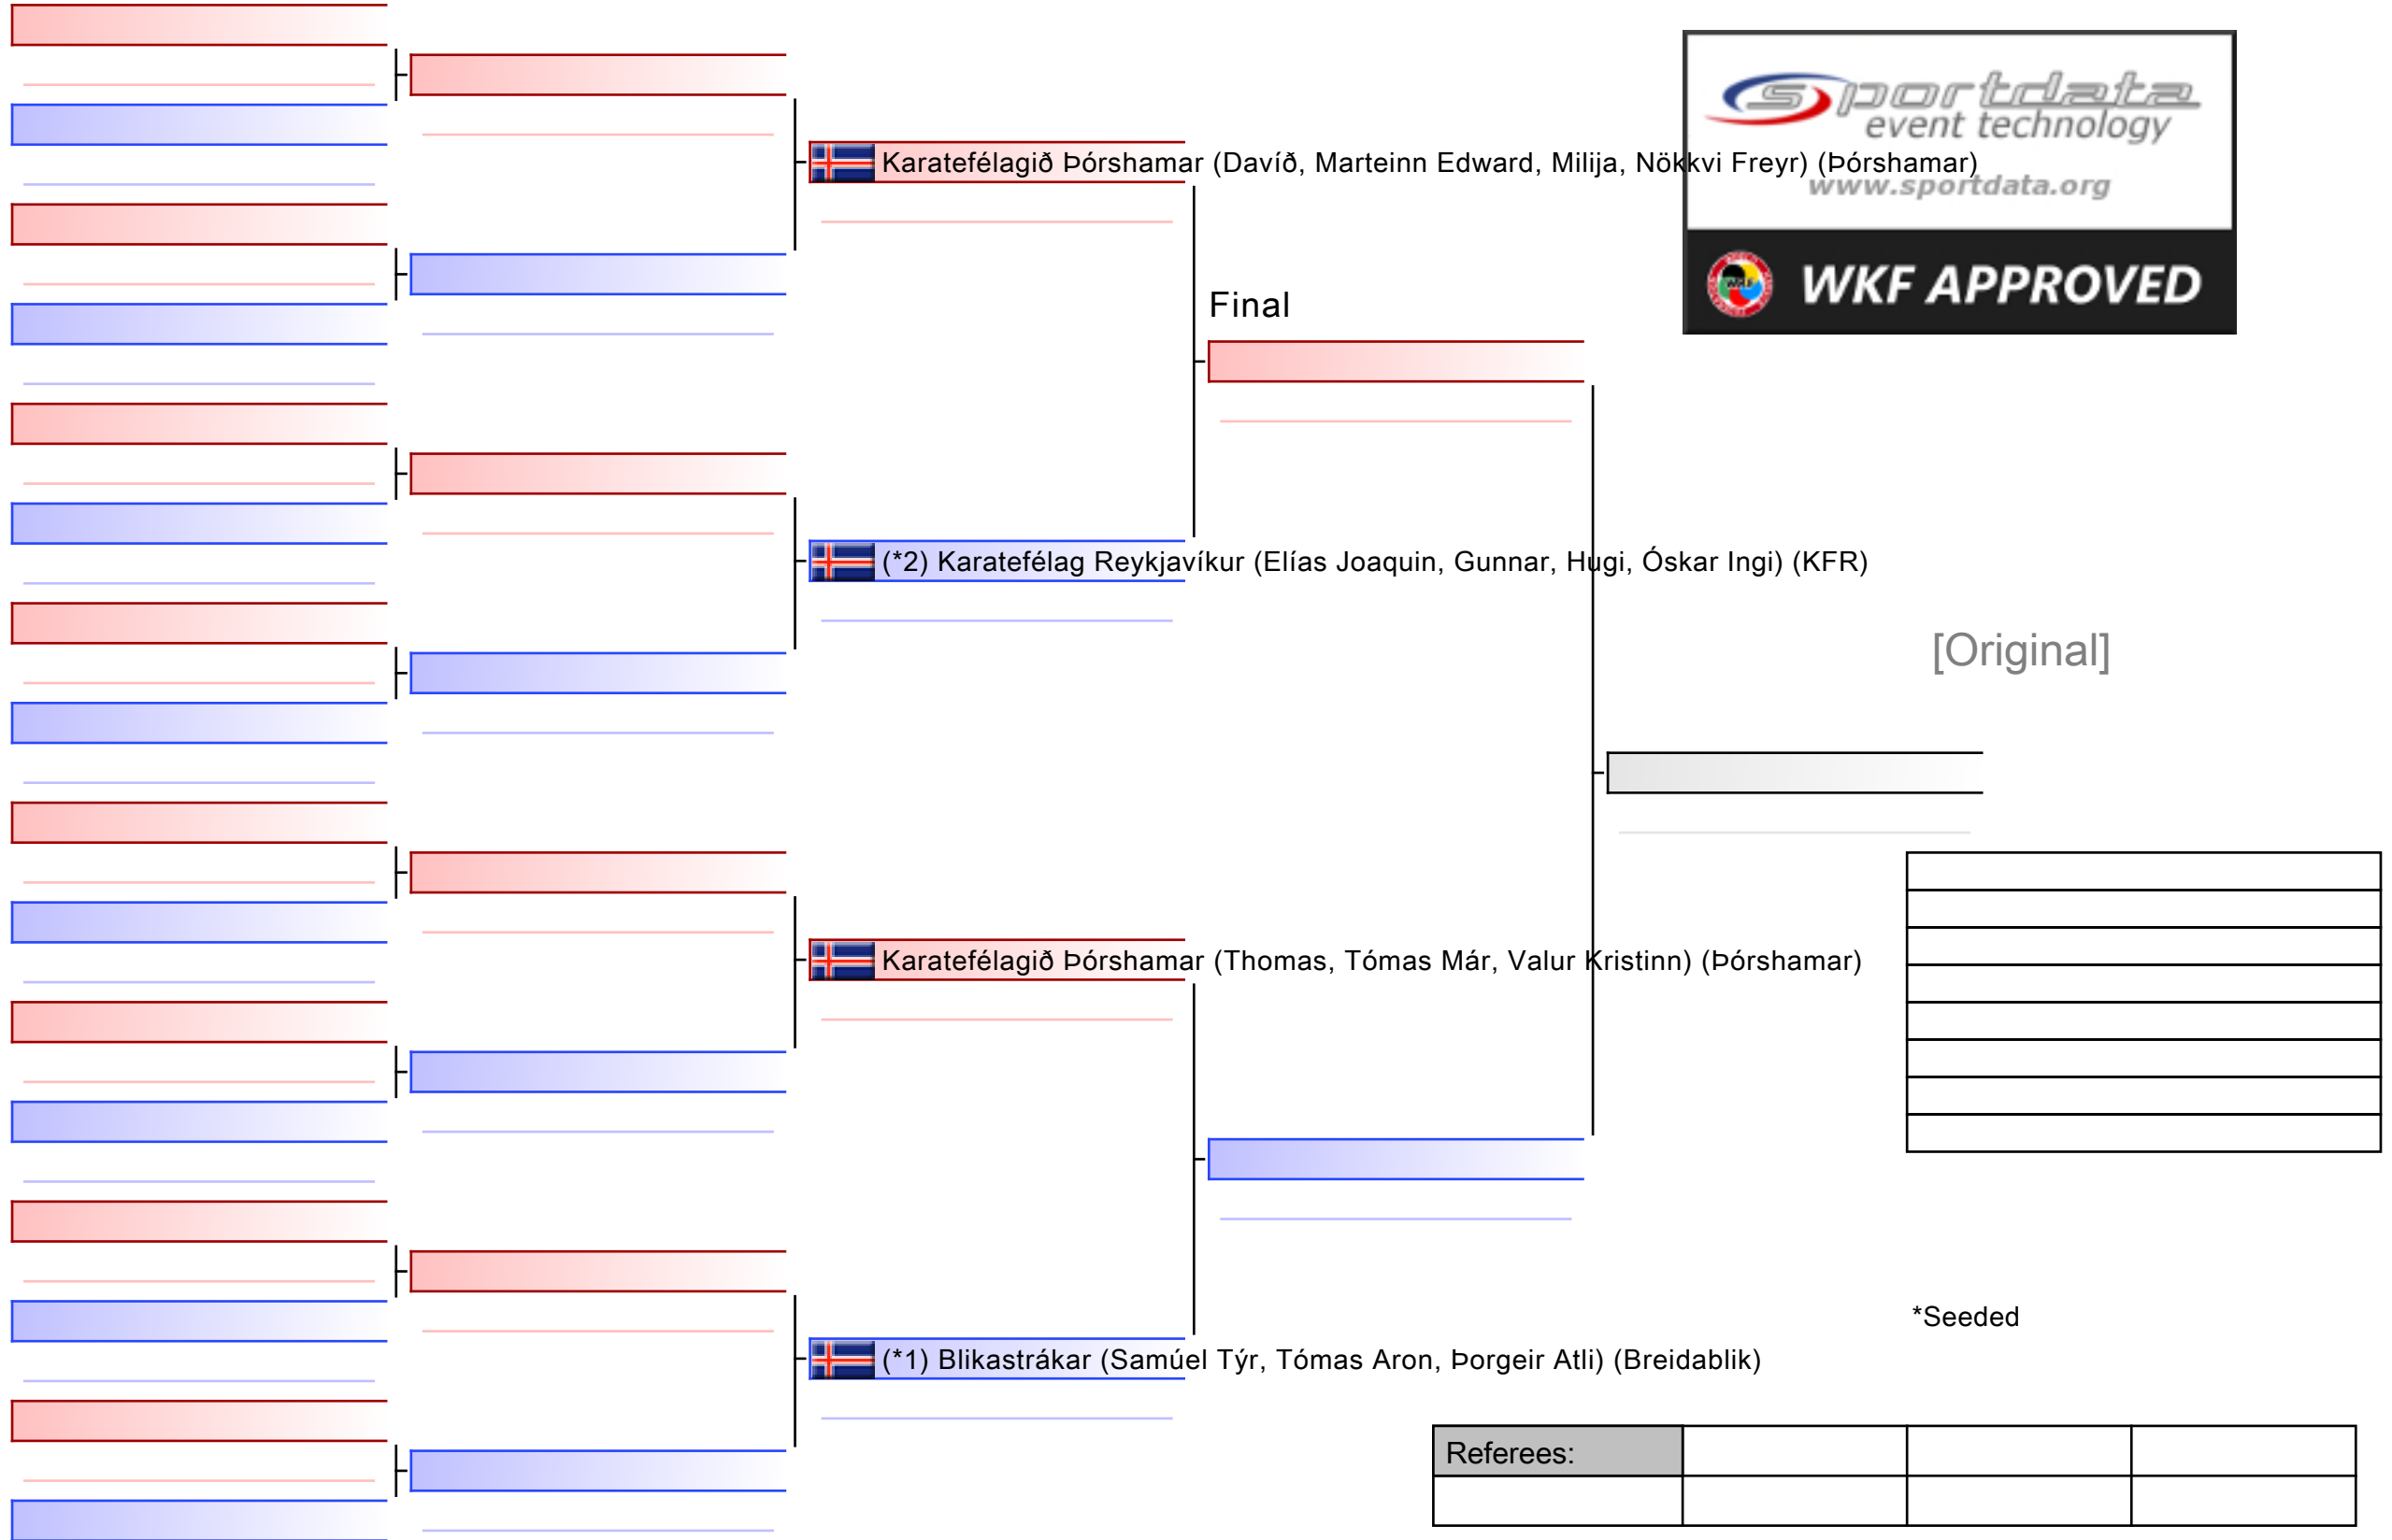 sportdata
event technology
www.sportdata.org
WKF APPROVED
Karatefélagið Þórshamar (Davíð, Marteinn Edward, Milija, Nökkvi Freyr) (Þórshamar)
Final
(*2) Karatefélag Reykjavíkur (Elías Joaquin, Gunnar, Hugi, Óskar Ingi) (KFR)
[Original]
Karatefélagið Þórshamar (Thomas, Tómas Már, Valur Kristinn) (Þórshamar)
*Seeded
(*1) Blikastrákar (Samúel Týr, Tómas Aron, Þorgeir Atli) (Breidablik)
Referees: